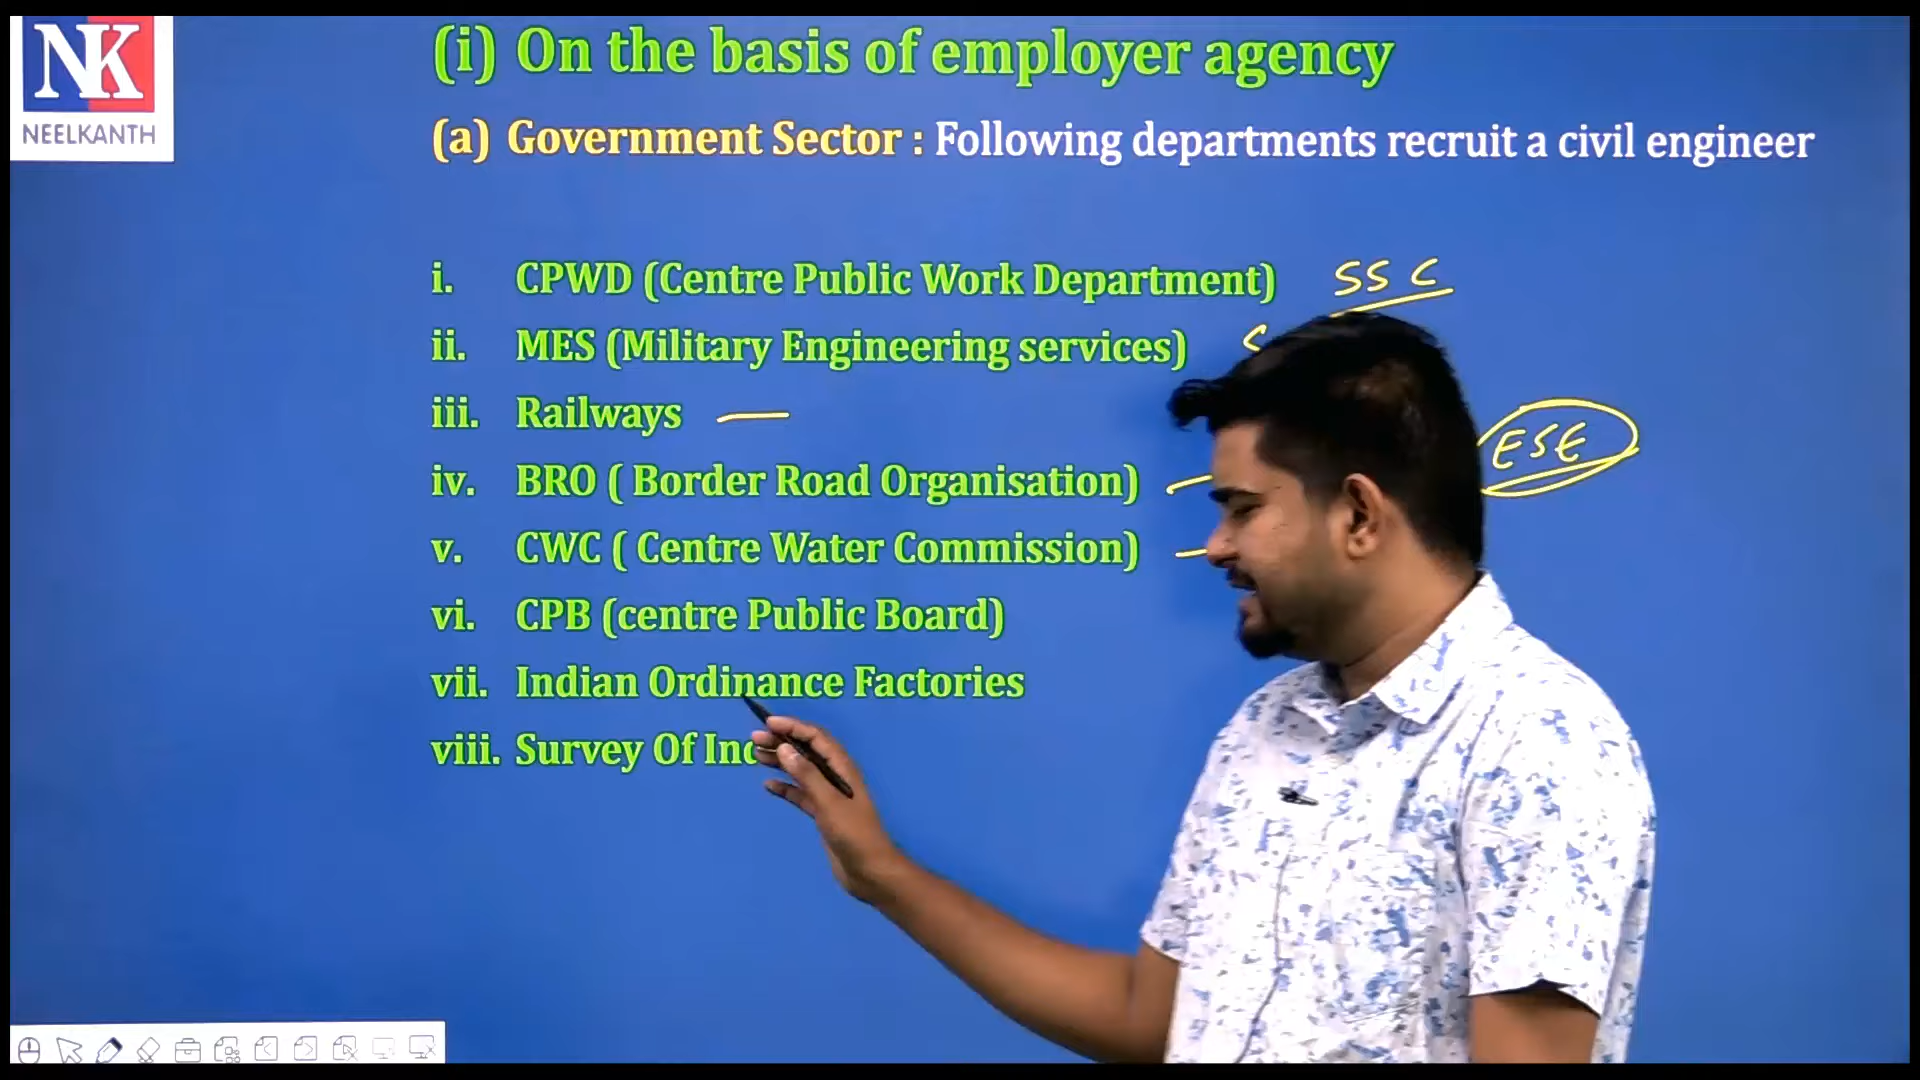 NK
NEELKANTH
(i) On the basis of employer agency
(a) Government Sector : Following departments recruit a civil engineer
i. CPWD (Centre Public Work Department) SSC
ii. MES (Military Engineering services)
iii. Railways —
iv. BRO ( Border Road Organisation) ESE
v. CWC ( Centre Water Commission)
vi. CPB (centre Public Board)
vii. Indian Ordinance Factories
viii. Survey Of